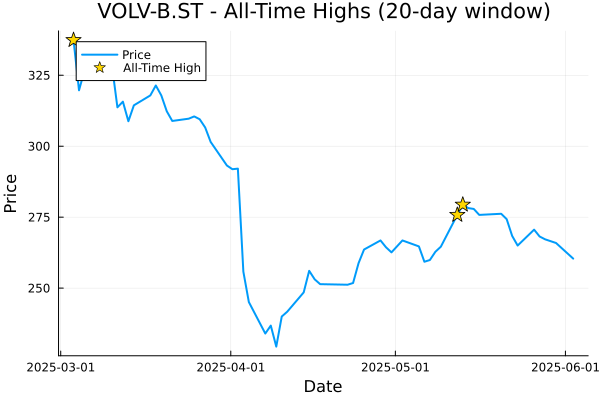 VOLV-B.ST - All-Time Highs (20-day window)
Price
All-Time High
325
300
275
250
Price
2025-03-01
2025-04-01
2025-05-01
2025-06-01
Date